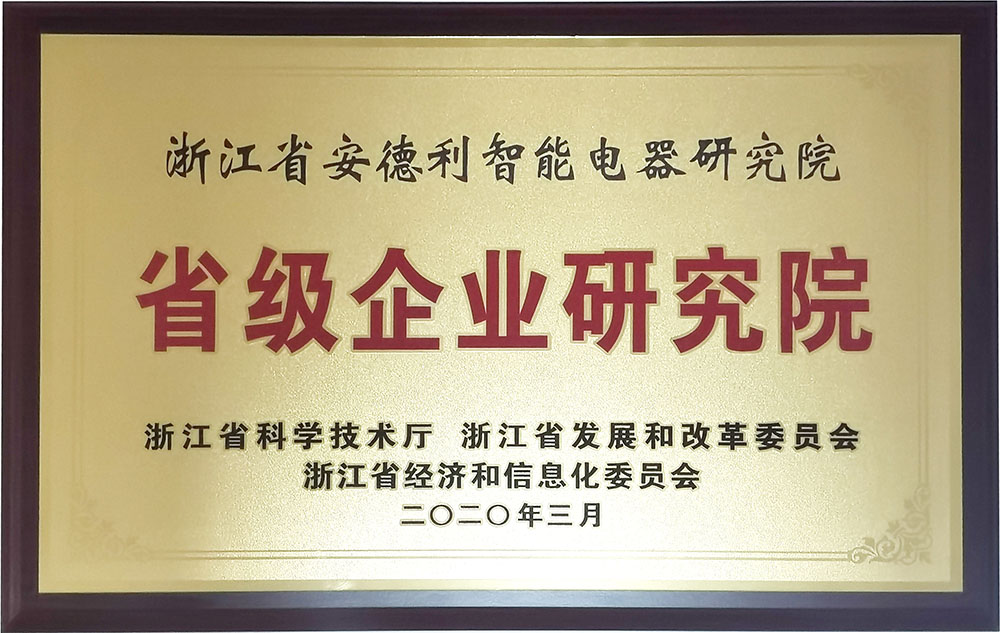 浙江省安德利智能电器研究院
省级企业研究院
浙江省科学技术厅 浙江省发展和改革委员会
浙江省经济和信息化委员会
二〇二〇年三月